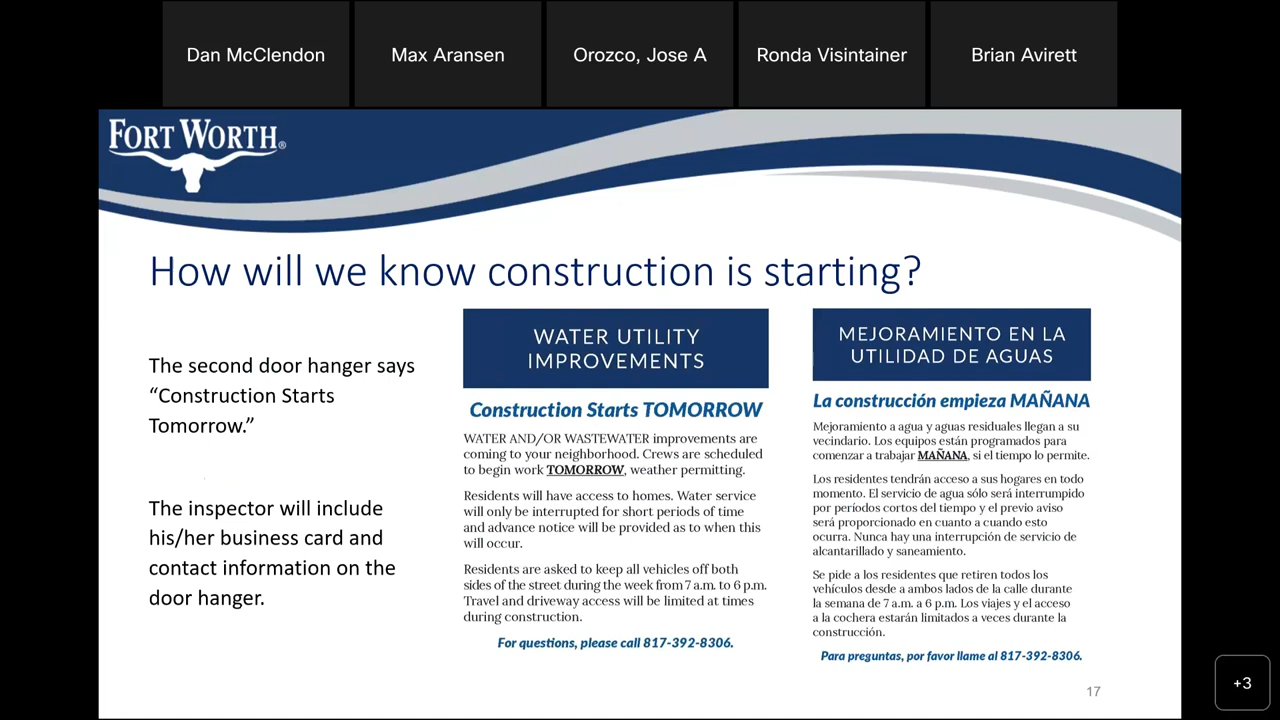 Dan McClendon
Max Aransen
Orozco, Jose A
Ronda Visintainer
Brian Avirett
FORT WORTH®
How will we know construction is starting?
The second door hanger says
“Construction Starts
Tomorrow.”
The inspector will include
his/her business card and
contact information on the
door hanger.
WATER UTILITY
IMPROVEMENTS
Construction Starts TOMORROW
WATER AND/OR WASTEWATER improvements are
coming to your neighborhood. Crews are scheduled
to begin work TOMORROW, weather permitting.
Residents will have access to homes. Water service
will only be interrupted for short periods of time
and advance notice will be provided as to when this
will occur.
Residents are asked to keep all vehicles off both
sides of the street during the week from 7 a.m. to 6 p.m.
Travel and driveway access will be limited at times
during construction.
For questions, please call 817-392-8306.
MEJORAMIENTO EN LA
UTILIDAD DE AGUAS
La construcción empieza MAÑANA
Mejoramiento a agua y aguas residuales llegan a su
vecindario. Los equipos están programados para
comenzar a trabajar MAÑANA, si el tiempo lo permite.
Los residentes tendrán acceso a sus hogares en todo
momento. El servicio de agua sólo será interrumpido
por períodos cortos del tiempo y el previo aviso
será proporcionado en cuanto a cuando esto
ocurra. Nunca hay una interrupción de servicio de
alcantarillado y saneamiento.
Se pide a los residentes que retiren todos los
vehículos desde a ambos lados de la calle durante
la semana de 7 a.m. a 6 p.m. Los viajes y el acceso
a la cochera estarán limitados a veces durante la
construcción.
Para preguntas, por favor llame al 817-392-8306.
17
+3